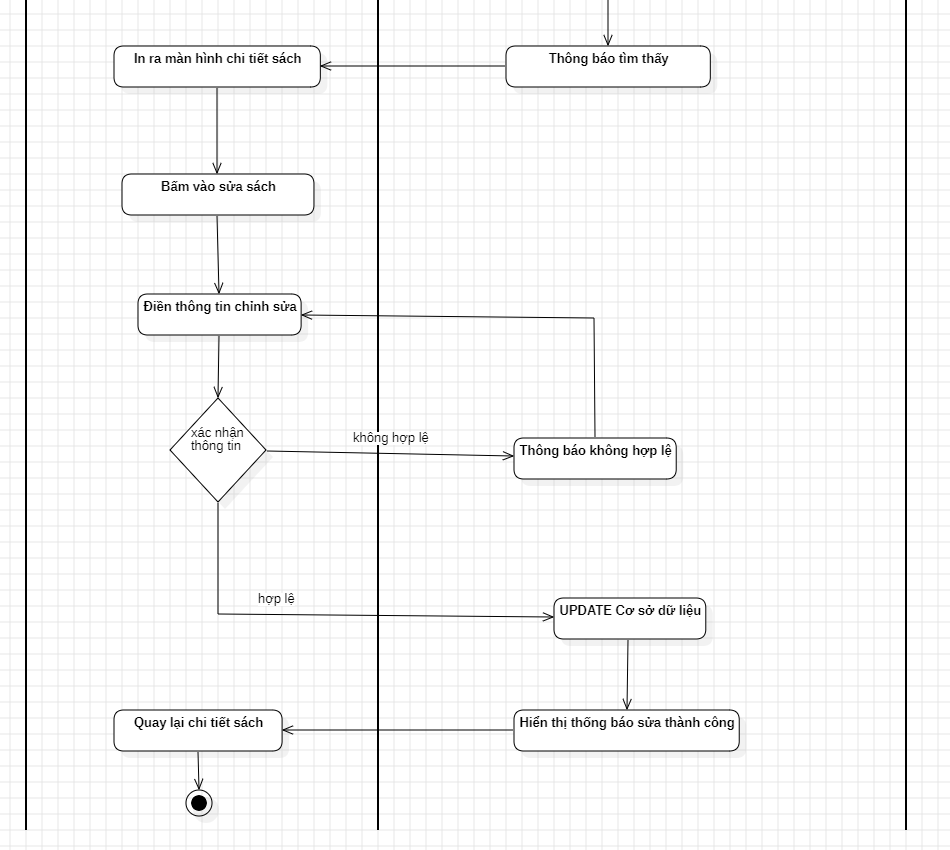 In ra màn hình chi tiết sách
Thông báo tìm thấy
Bấm vào sửa sách
Điền thông tin chỉnh sửa
xác nhận
thông tin
không hợp lệ
Thông báo không hợp lệ
hợp lệ
UPDATE Cơ sở dữ liệu
Quay lại chi tiết sách
Hiển thị thống báo sửa thành công